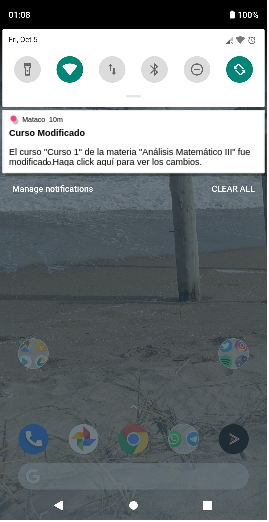 01:08
100%
Fri, Oct 5
Mataco 10m
Curso Modificado
El curso "Curso 1" de la materia "Análisis Matemático III" fue
modificado.Haga click aquí para ver los cambios.
Manage notifications
CLEAR ALL